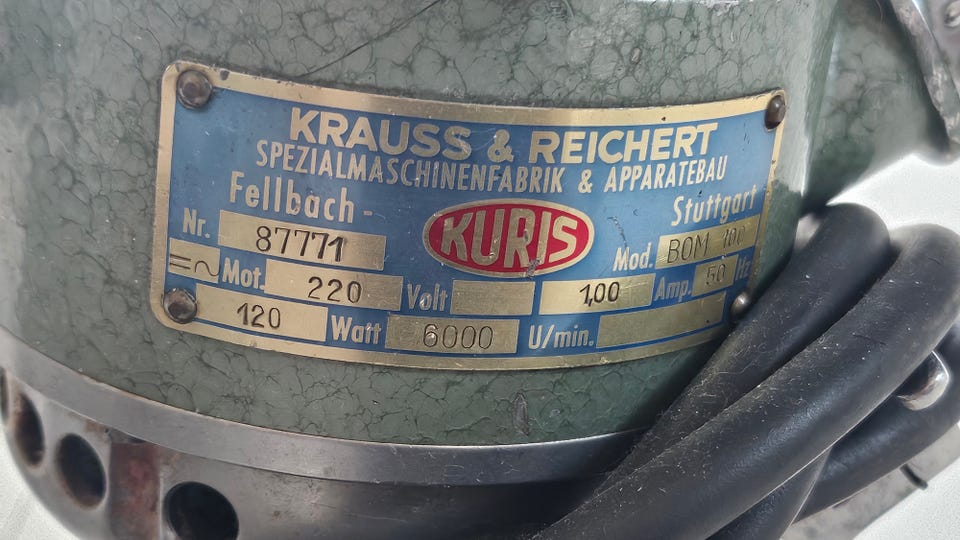 KRAUSS & REICHERT
SPEZIALMASCHINENFABRIK & APPARATEBAU
Fellbach - Stuttgart
KURIS
Nr. 87771 Mod. BOM 100
Mot. 220 Volt 1,00 Amp. 50 Hz
120 Watt 6000 U/min.